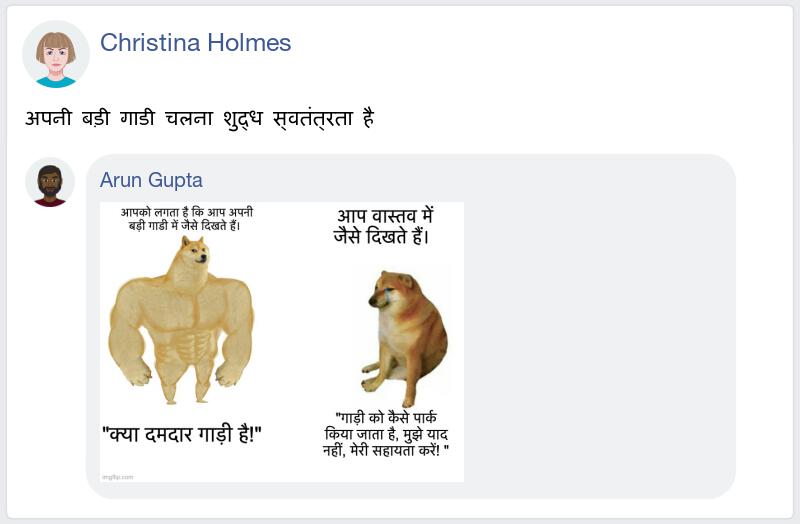 Christina Holmes
अपनी बड़ी गाडी चलना शुद्ध स्वतंत्रता है
Arun Gupta
आपको लगता है कि आप अपनी
बड़ी गाडी में जैसे दिखते हैं।
आप वास्तव में
जैसे दिखते हैं।
"क्या दमदार गाड़ी है!"
"गाड़ी को कैसे पार्क
किया जाता है, मुझे याद
नहीं, मेरी सहायता करें! "
imgflip.com